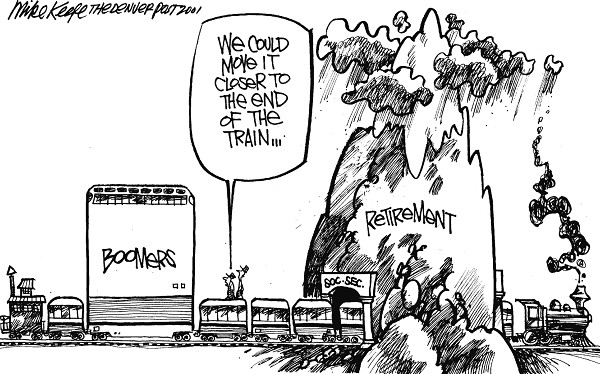 Mike Keefe THE DENVER POST 2001
WE COULD
MOVE IT
CLOSER TO
THE END
OF THE
TRAIN...
BOOMERS
RETIREMENT
SOC. SEC.